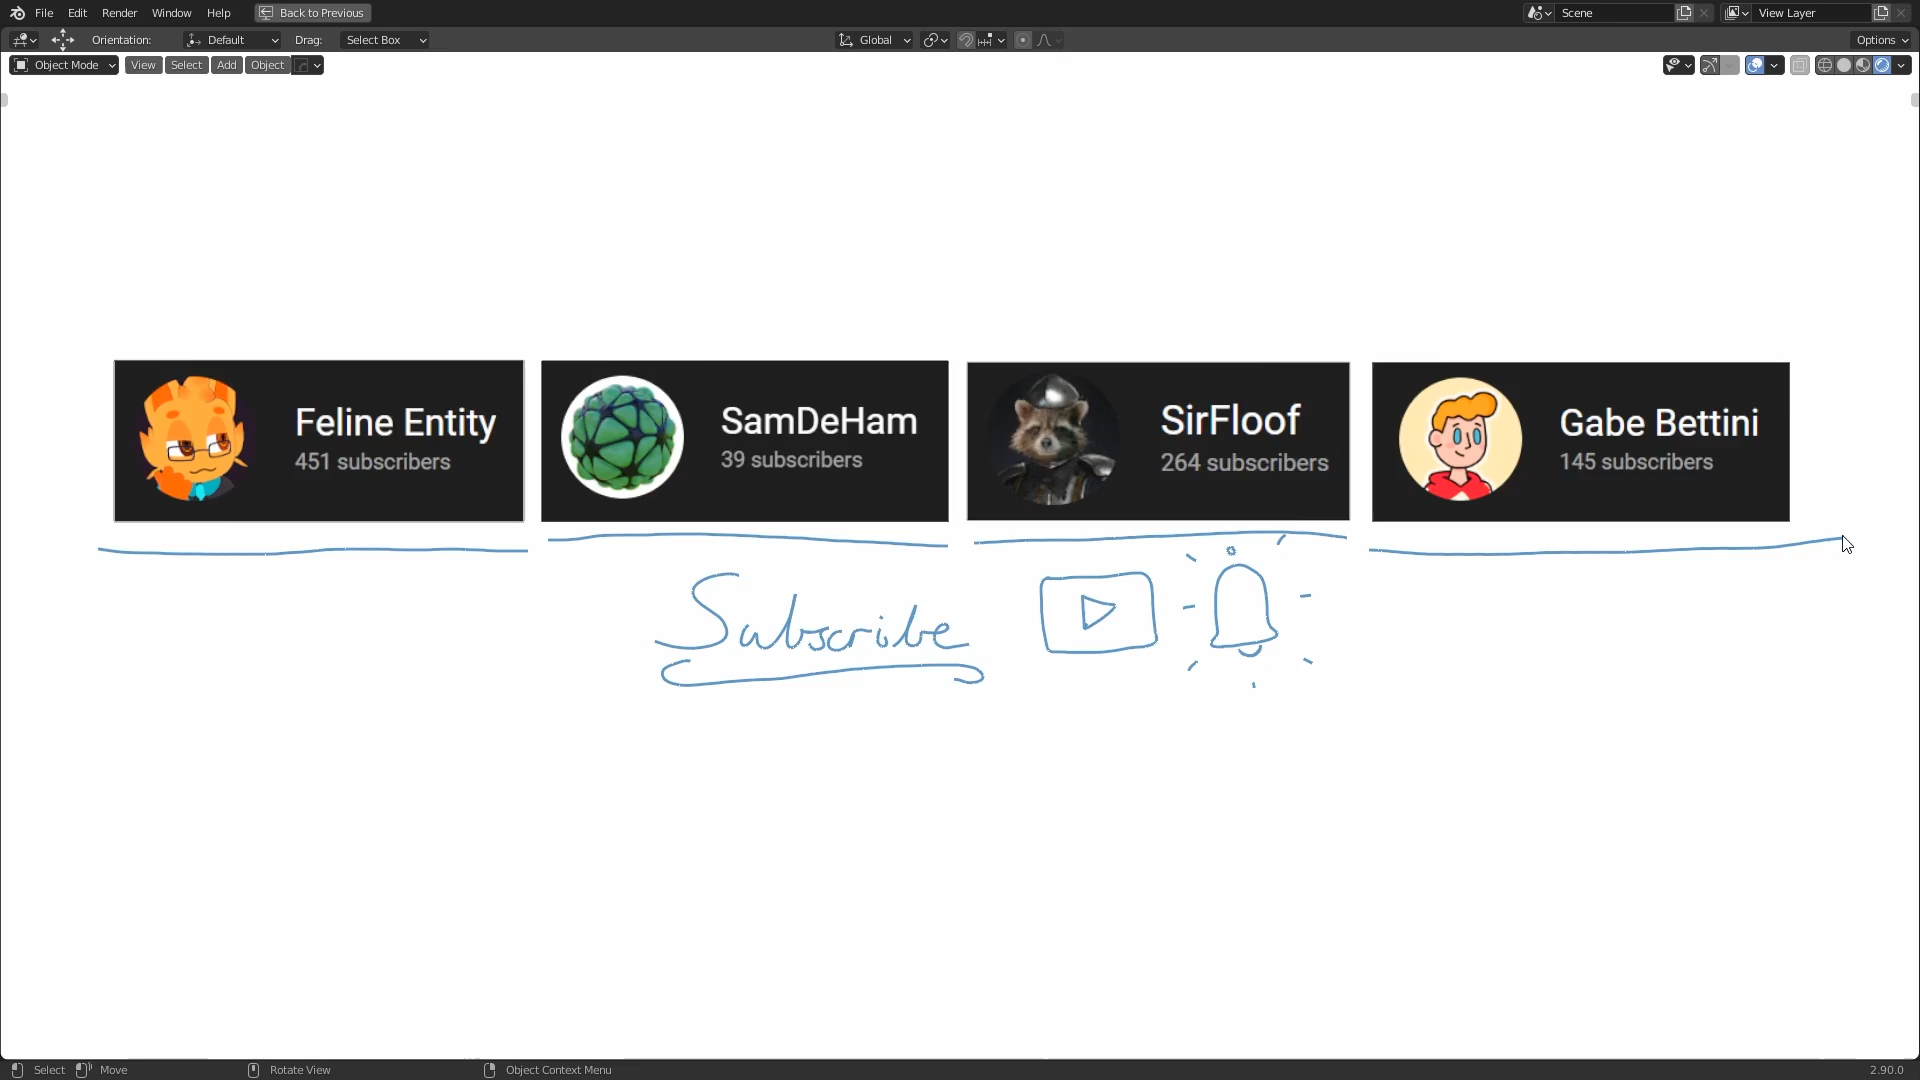 File Edit Render Window Help Back to Previous Scene View Layer
Orientation: Default Drag: Select Box Global Options
Object Mode View Select Add Object
Feline Entity
451 subscribers
SamDeHam
39 subscribers
SirFloof
264 subscribers
Gabe Bettini
145 subscribers
Subscribe
Select Move Rotate View Object Context Menu 2.90.0